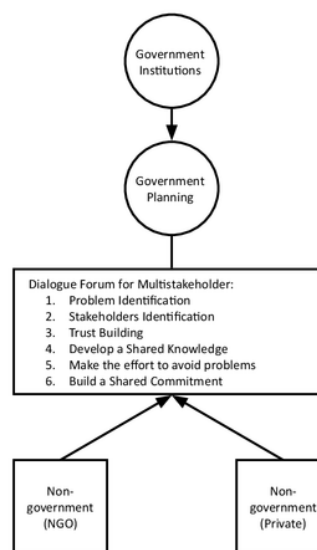 Government
Institutions
Government
Planning
Dialogue Forum for Multistakeholder:
1. Problem Identification
2. Stakeholders Identification
3. Trust Building
4. Develop a Shared Knowledge
5. Make the effort to avoid problems
6. Build a Shared Commitment
Non-
government
(NGO)
Non-
government
(Private)